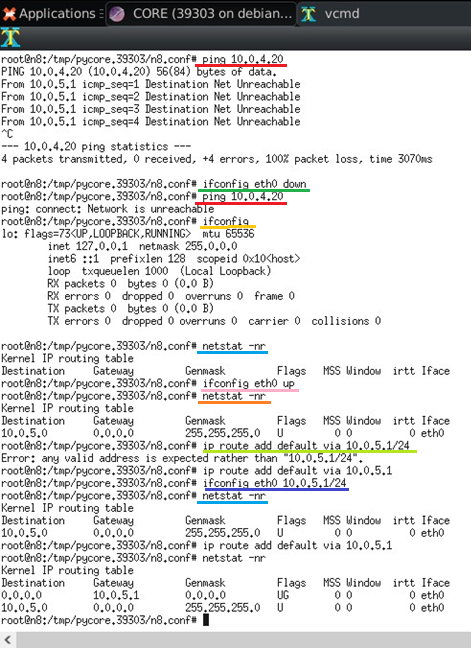 Applications
CORE (39303 on debian...
vcmd
root@n8:/tmp/pycore.39303/n8.conf# ping 10.0.4.20
PING 10.0.4.20 (10.0.4.20) 56(84) bytes of data.
From 10.0.5.1 icmp_seq=1 Destination Net Unreachable
From 10.0.5.1 icmp_seq=2 Destination Net Unreachable
From 10.0.5.1 icmp_seq=3 Destination Net Unreachable
From 10.0.5.1 icmp_seq=4 Destination Net Unreachable
^C
--- 10.0.4.20 ping statistics ---
4 packets transmitted, 0 received, +4 errors, 100% packet loss, time 3070ms
root@n8:/tmp/pycore.39303/n8.conf# ifconfig eth0 down
root@n8:/tmp/pycore.39303/n8.conf# ping 10.0.4.20
ping: connect: Network is unreachable
root@n8:/tmp/pycore.39303/n8.conf# ifconfig
lo: flags=73<UP,LOOPBACK,RUNNING>  mtu 65536
inet 127.0.0.1  netmask 255.0.0.0
inet6 ::1  prefixlen 128  scopeid 0x10<host>
loop  txqueuelen 1000  (Local Loopback)
RX packets 0  bytes 0 (0.0 B)
RX errors 0  dropped 0  overruns 0  frame 0
TX packets 0  bytes 0 (0.0 B)
TX errors 0  dropped 0 overruns 0  carrier 0  collisions 0
root@n8:/tmp/pycore.39303/n8.conf# netstat -nr
Kernel IP routing table
Destination Gateway Genmask Flags MSS Window irtt Iface
root@n8:/tmp/pycore.39303/n8.conf# ifconfig eth0 up
root@n8:/tmp/pycore.39303/n8.conf# netstat -nr
Kernel IP routing table
Destination Gateway Genmask Flags MSS Window irtt Iface
10.0.5.0 0.0.0.0 255.255.255.0 U 0 0 0 eth0
root@n8:/tmp/pycore.39303/n8.conf# ip route add default via 10.0.5.1/24
Error: any valid address is expected rather than "10.0.5.1/24".
root@n8:/tmp/pycore.39303/n8.conf# ip route add default via 10.0.5.1
root@n8:/tmp/pycore.39303/n8.conf# ifconfig eth0 10.0.5.1/24
root@n8:/tmp/pycore.39303/n8.conf# netstat -nr
Kernel IP routing table
Destination Gateway Genmask Flags MSS Window irtt Iface
10.0.5.0 0.0.0.0 255.255.255.0 U 0 0 0 eth0
root@n8:/tmp/pycore.39303/n8.conf# ip route add default via 10.0.5.1
root@n8:/tmp/pycore.39303/n8.conf# netstat -nr
Kernel IP routing table
Destination Gateway Genmask Flags MSS Window irtt Iface
0.0.0.0 10.0.5.1 0.0.0.0 UG 0 0 0 eth0
10.0.5.0 0.0.0.0 255.255.255.0 U 0 0 0 eth0
root@n8:/tmp/pycore.39303/n8.conf#